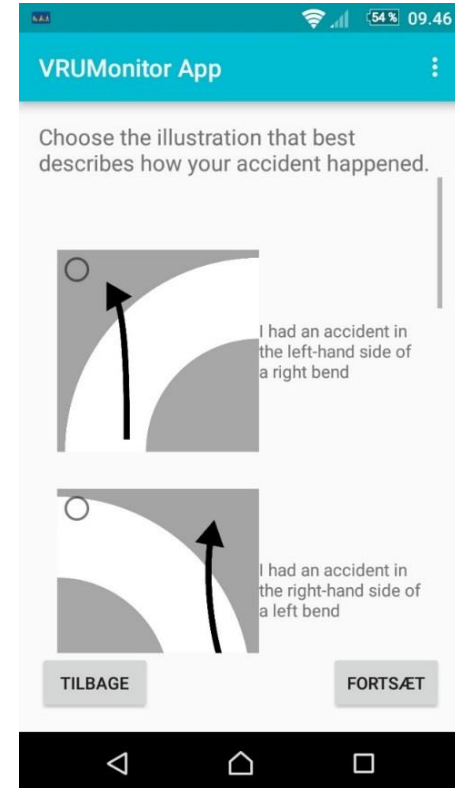 54% 09.46
VRUMonitor App
Choose the illustration that best
describes how your accident happened.
I had an accident in
the left-hand side of
a right bend
I had an accident in
the right-hand side of
a left bend
TILBAGE FORTSÆT